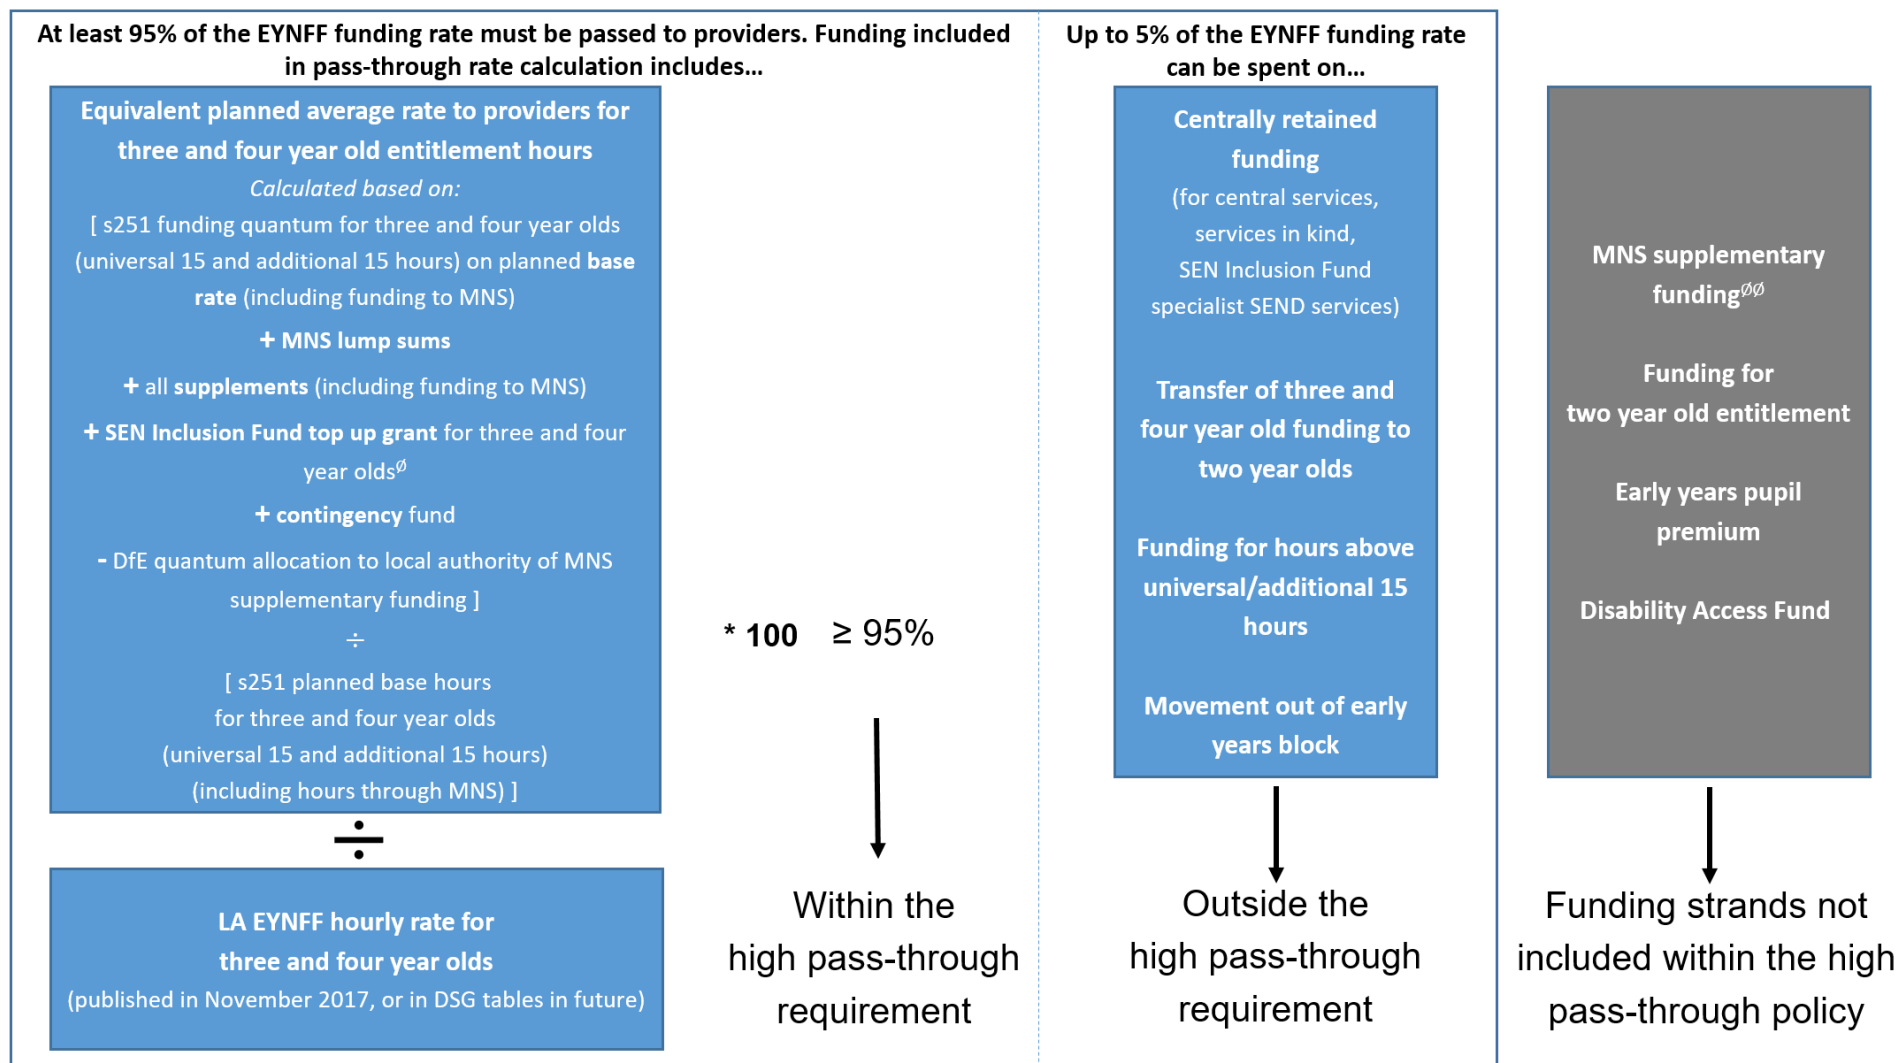 At least 95% of the EYNFF funding rate must be passed to providers. Funding included
in pass-through rate calculation includes…
Equivalent planned average rate to providers for
three and four year old entitlement hours
Calculated based on:
[ s251 funding quantum for three and four year olds
(universal 15 and additional 15 hours) on planned base
rate (including funding to MNS)
+ MNS lump sums
+ all supplements (including funding to MNS)
+ SEN Inclusion Fund top up grant for three and four
year olds^Ø
+ contingency fund
- DfE quantum allocation to local authority of MNS
supplementary funding ]
÷
[ s251 planned base hours
for three and four year olds
(universal 15 and additional 15 hours)
(including hours through MNS) ]
÷
LA EYNFF hourly rate for
three and four year olds
(published in November 2017, or in DSG tables in future)
* 100 ≥ 95%
Within the
high pass-through
requirement
Up to 5% of the EYNFF funding rate
can be spent on…
Centrally retained
funding
(for central services,
services in kind,
SEN Inclusion Fund
specialist SEND services)
Transfer of three and
four year old funding to
two year olds
Funding for hours above
universal/additional 15
hours
Movement out of early
years block
Outside the
high pass-through
requirement
MNS supplementary
funding^ØØ
Funding for
two year old entitlement
Early years pupil
premium
Disability Access Fund
Funding strands not
included within the high
pass-through policy